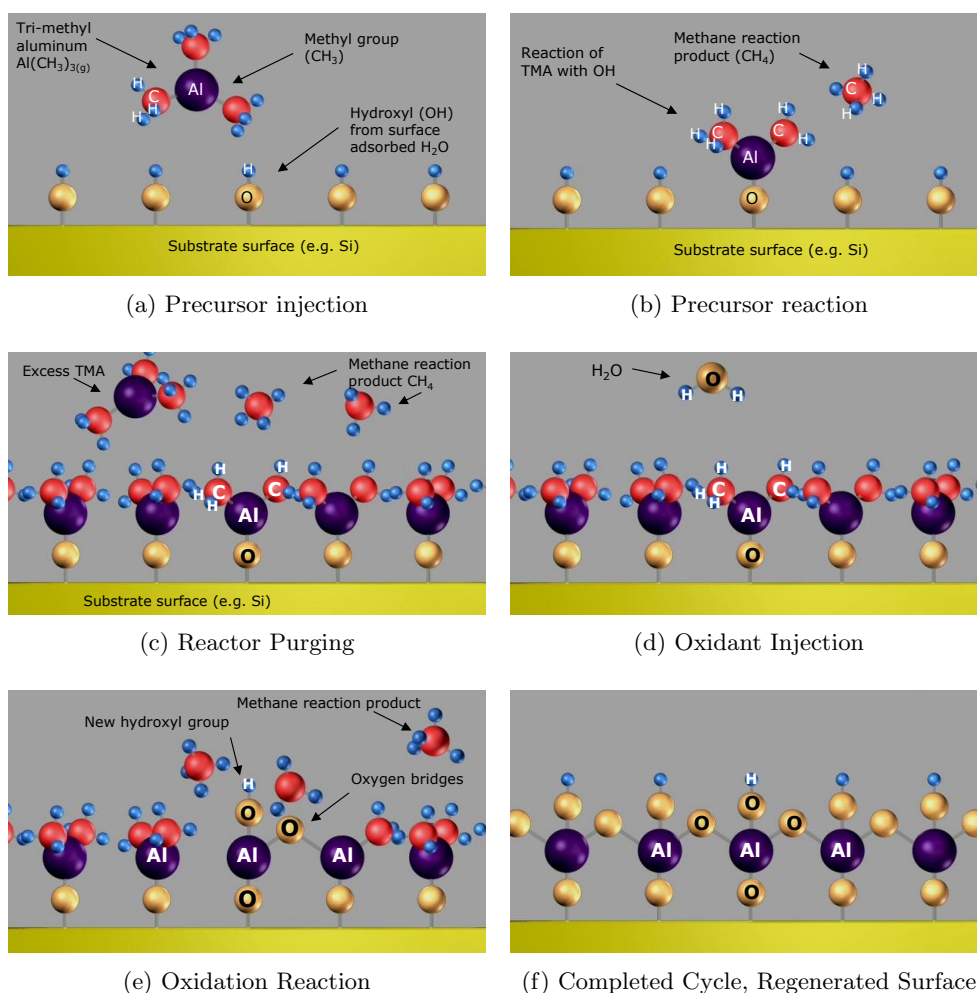 Tri-methyl
aluminum
Al(CH₃)₃₍g₎
Methyl group
(CH₃)
Hydroxyl (OH)
from surface
adsorbed H₂O
Al
H
C
H
H
H
O
Substrate surface (e.g. Si)
(a) Precursor injection
Reaction of
TMA with OH
Methane reaction
product (CH₄)
H
C
H
H
H
C
H
H
H
C
H
Al
O
Substrate surface (e.g. Si)
(b) Precursor reaction
Excess TMA
Methane reaction
product CH₄
H
H
C
C
H
H
Al
O
Substrate surface (e.g. Si)
(c) Reactor Purging
H₂O
O
H
H
H
H
C
C
H
H
Al
O
(d) Oxidant Injection
Methane reaction product
New hydroxyl group
Oxygen bridges
H
O
O
Al
Al
Al
O
(e) Oxidation Reaction
H
O
O
O
Al
Al
Al
O
(f) Completed Cycle, Regenerated Surface